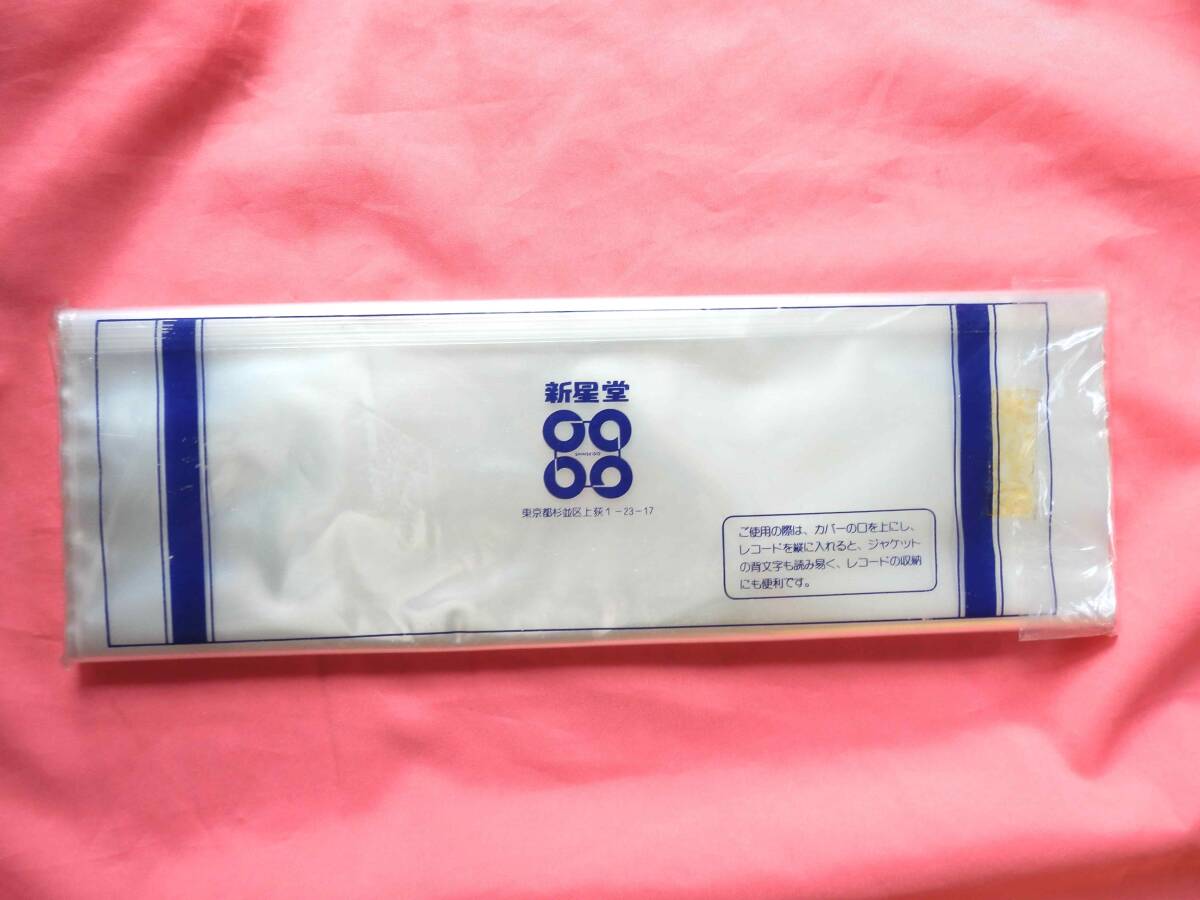 新星堂
SHINSEIDO
東京都杉並区上荻1-23-17
ご使用の際は、カバーの口を上にし、
レコードを縦に入れると、ジャケット
の背文字も読み易く、レコードの収納
にも便利です。